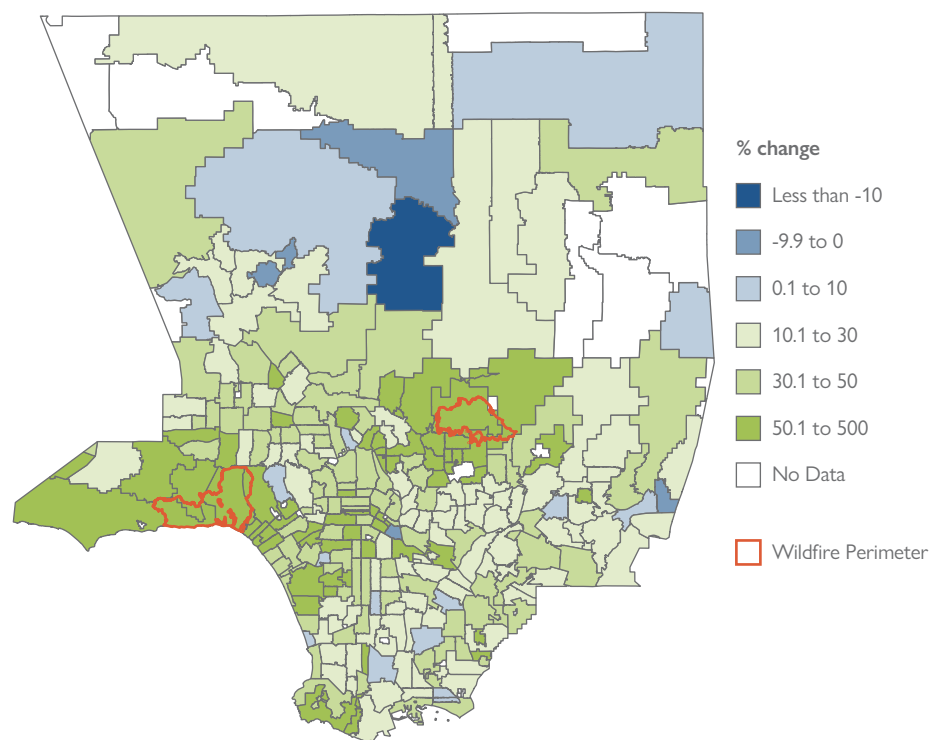 % change
Less than -10
-9.9 to 0
0.1 to 10
10.1 to 30
30.1 to 50
50.1 to 500
No Data
Wildfire Perimeter